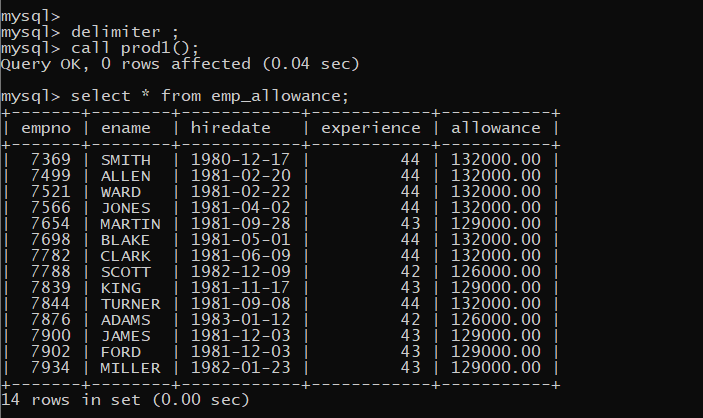 mysql>
mysql> delimiter ;
mysql> call prod1();
Query OK, 0 rows affected (0.04 sec)

mysql> select * from emp_allowance;
+-------+--------+------------+------------+-----------+
| empno | ename  | hiredate   | experience | allowance |
+-------+--------+------------+------------+-----------+
|  7369 | SMITH  | 1980-12-17 |         44 | 132000.00 |
|  7499 | ALLEN  | 1981-02-20 |         44 | 132000.00 |
|  7521 | WARD   | 1981-02-22 |         44 | 132000.00 |
|  7566 | JONES  | 1981-04-02 |         44 | 132000.00 |
|  7654 | MARTIN | 1981-09-28 |         43 | 129000.00 |
|  7698 | BLAKE  | 1981-05-01 |         44 | 132000.00 |
|  7782 | CLARK  | 1981-06-09 |         44 | 132000.00 |
|  7788 | SCOTT  | 1982-12-09 |         42 | 126000.00 |
|  7839 | KING   | 1981-11-17 |         43 | 129000.00 |
|  7844 | TURNER | 1981-09-08 |         44 | 132000.00 |
|  7876 | ADAMS  | 1983-01-12 |         42 | 126000.00 |
|  7900 | JAMES  | 1981-12-03 |         43 | 129000.00 |
|  7902 | FORD   | 1981-12-03 |         43 | 129000.00 |
|  7934 | MILLER | 1982-01-23 |         43 | 129000.00 |
+-------+--------+------------+------------+-----------+
14 rows in set (0.00 sec)